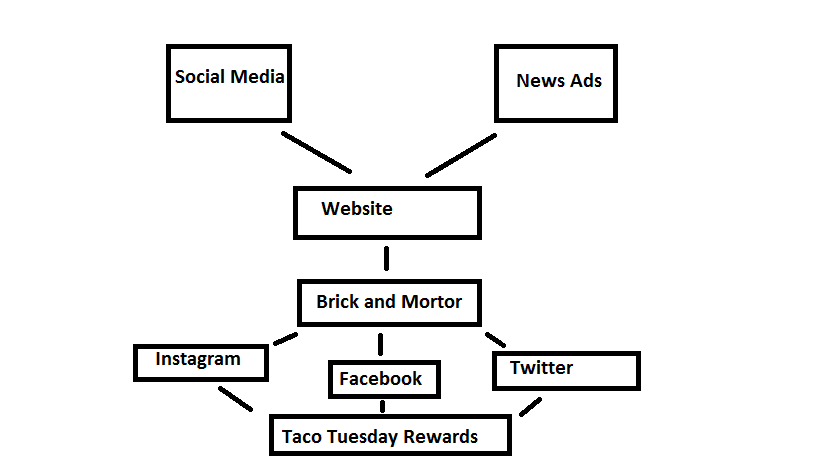 Social Media
News Ads
Website
Brick and Mortor
Instagram
Facebook
Twitter
Taco Tuesday Rewards